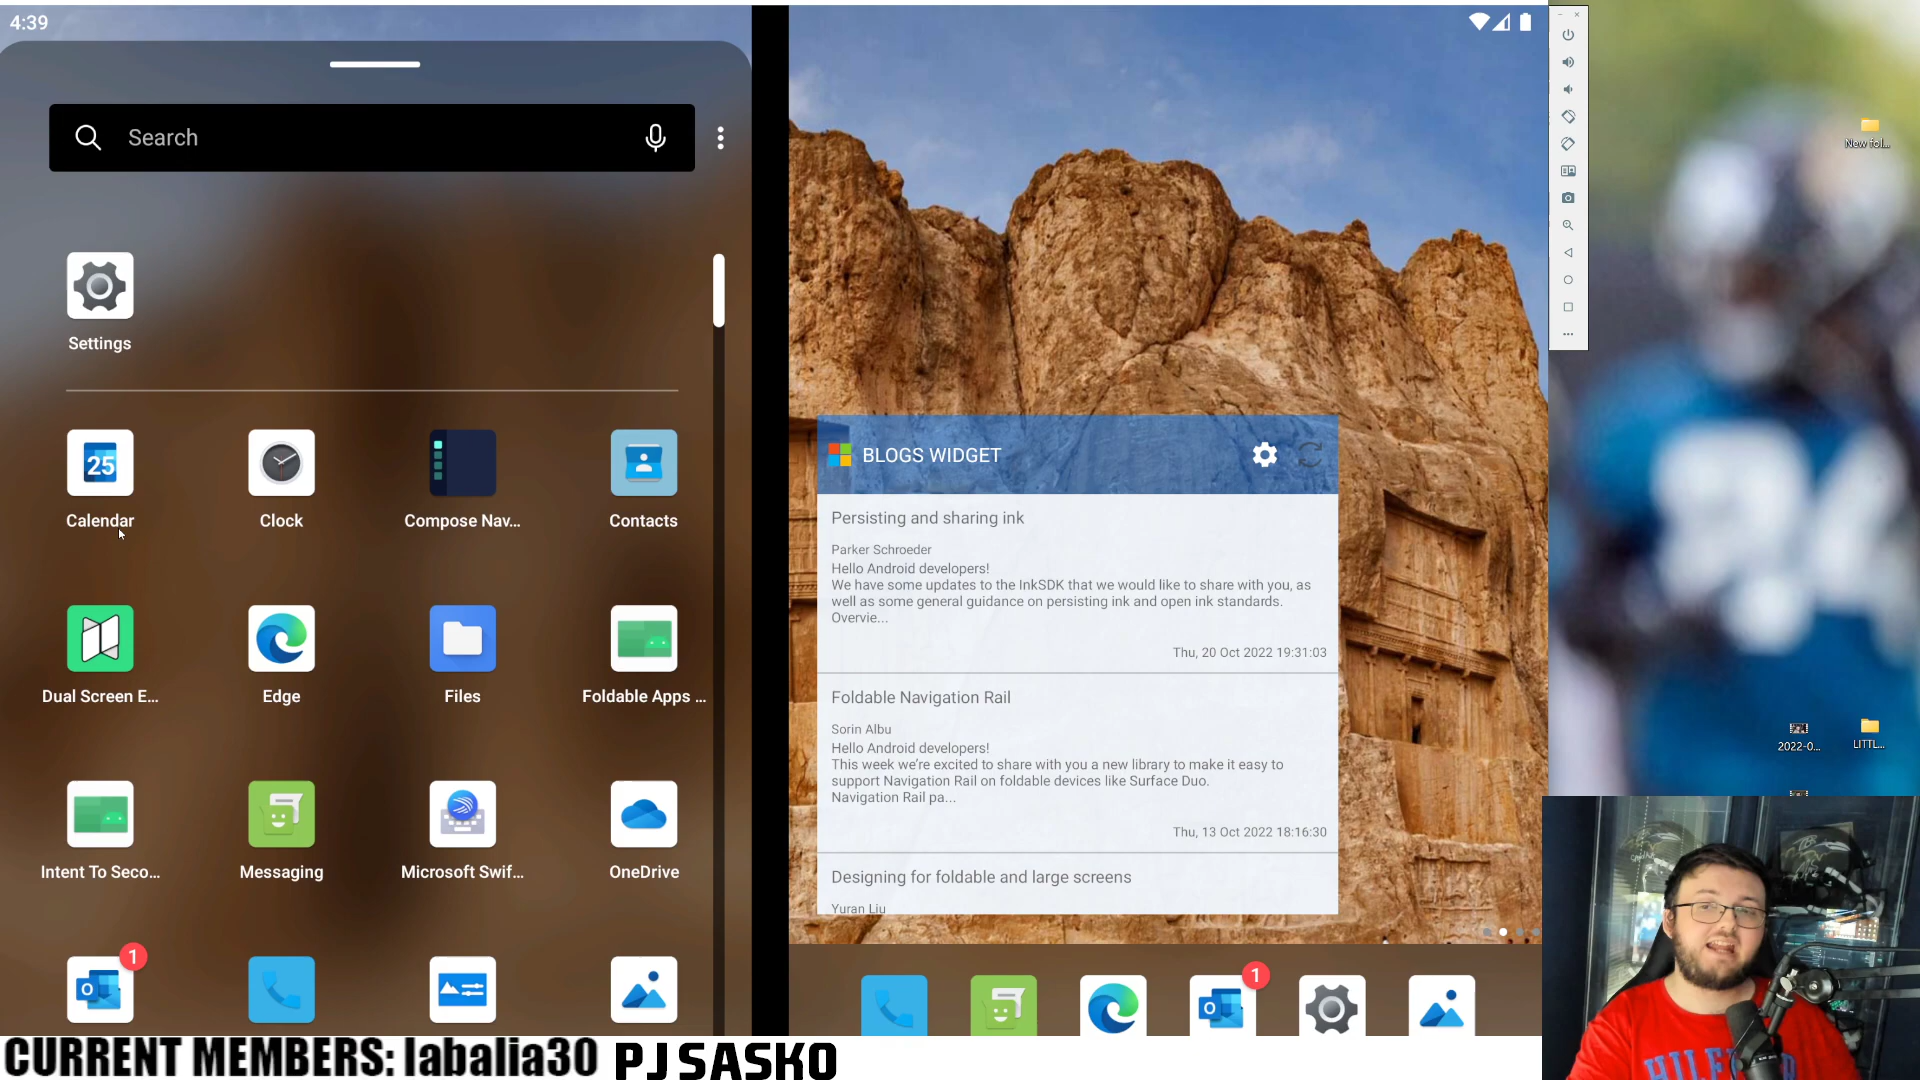 4:39
Search
Settings
25
Calendar
Clock
Compose Nav...
Contacts
Dual Screen E...
Edge
Files
Foldable Apps ...
Intent To Seco...
Messaging
Microsoft Swif...
OneDrive
1
BLOGS WIDGET
Persisting and sharing ink
Parker Schroeder
Hello Android developers!
We have some updates to the InkSDK that we would like to share with you, as
well as some general guidance on persisting ink and open ink standards.
Overvie...
Thu, 20 Oct 2022 19:31:03
Foldable Navigation Rail
Sorin Albu
Hello Android developers!
This week we're excited to share with you a new library to make it easy to
support Navigation Rail on foldable devices like Surface Duo.
Navigation Rail pa...
Thu, 13 Oct 2022 18:16:30
Designing for foldable and large screens
Yuran Liu
1
New fol...
2022-0...
LITTL...
CURRENT MEMBERS: labalia30 PJ SASKO